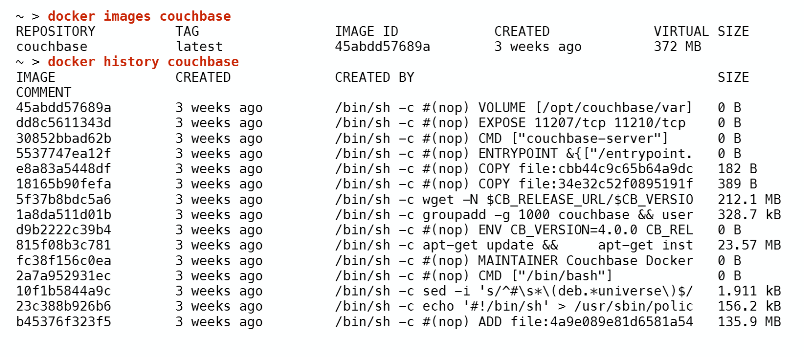 ~ > docker images couchbase
REPOSITORY TAG IMAGE ID CREATED VIRTUAL SIZE
couchbase latest 45abdd57689a 3 weeks ago 372 MB
~ > docker history couchbase
IMAGE CREATED CREATED BY SIZE
COMMENT
45abdd57689a 3 weeks ago /bin/sh -c #(nop) VOLUME [/opt/couchbase/var] 0 B
dd8c5611343d 3 weeks ago /bin/sh -c #(nop) EXPOSE 11207/tcp 11210/tcp 0 B
30852bbad62b 3 weeks ago /bin/sh -c #(nop) CMD ["couchbase-server"] 0 B
5537747ea12f 3 weeks ago /bin/sh -c #(nop) ENTRYPOINT &{["/entrypoint. 0 B
e8a83a5448df 3 weeks ago /bin/sh -c #(nop) COPY file:cbb44c9c65b64a9dc 182 B
18165b90fefa 3 weeks ago /bin/sh -c #(nop) COPY file:34e32c52f0895191f 389 B
5f37b8bdc5a6 3 weeks ago /bin/sh -c wget -N $CB_RELEASE_URL/$CB_VERSIO 212.1 MB
1a8da511d01b 3 weeks ago /bin/sh -c groupadd -g 1000 couchbase && user 328.7 kB
d9b2222c39b4 3 weeks ago /bin/sh -c #(nop) ENV CB_VERSION=4.0.0 CB_REL 0 B
815f08b3c781 3 weeks ago /bin/sh -c apt-get update && apt-get inst 23.57 MB
fc38f156c0ea 3 weeks ago /bin/sh -c #(nop) MAINTAINER Couchbase Docker 0 B
2a7a952931ec 3 weeks ago /bin/sh -c #(nop) CMD ["/bin/bash"] 0 B
10f1b5844a9c 3 weeks ago /bin/sh -c sed -i 's/^#\s*\(deb.*universe\)$/ 1.911 kB
23c388b926b6 3 weeks ago /bin/sh -c echo '#!/bin/sh' > /usr/sbin/polic 156.2 kB
b45376f323f5 3 weeks ago /bin/sh -c #(nop) ADD file:4a9e089e81d6581a54 135.9 MB